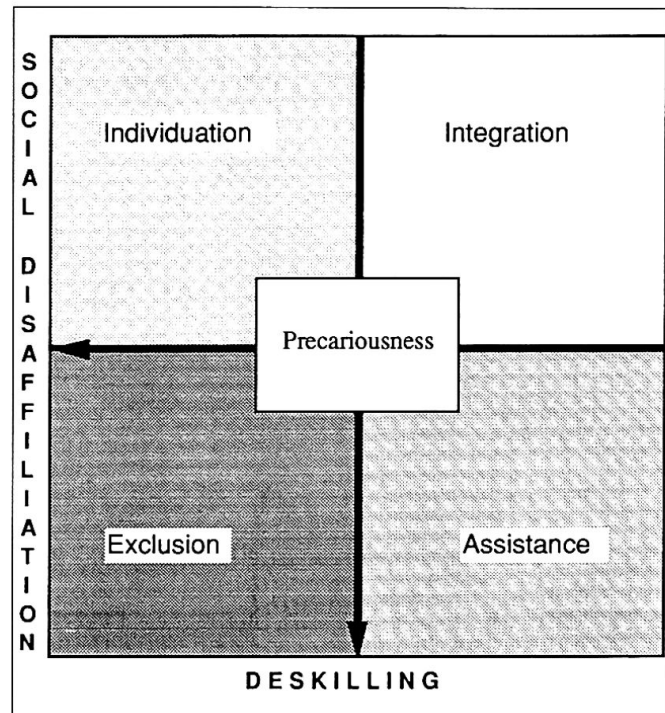 SOCIAL DISAFFILIATION
Individuation
Integration
Precariousness
Exclusion
Assistance
DESKILLING